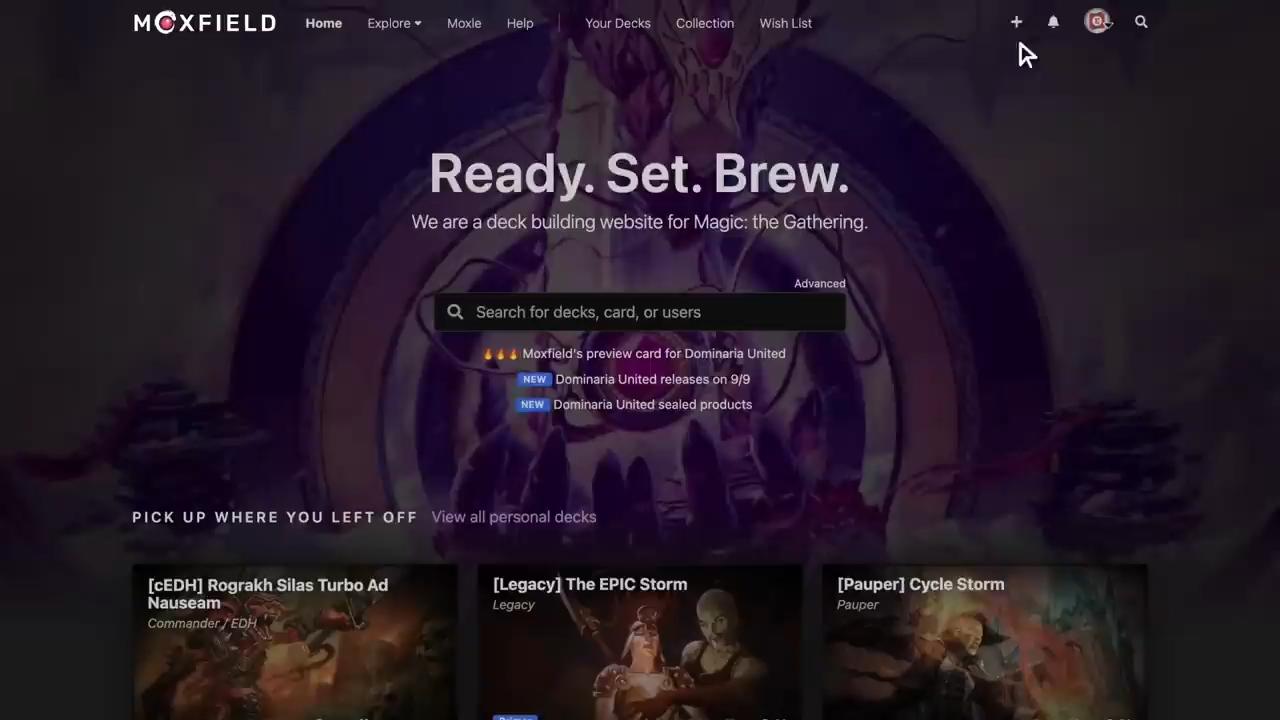 MOXFIELD Home Explore Moxie Help Your Decks Collection Wish List
Ready. Set. Brew.
We are a deck building website for Magic: the Gathering.
Advanced
Search for decks, card, or users
🔥🔥🔥 Moxfield's preview card for Dominaria United
NEW Dominaria United releases on 9/9
NEW Dominaria United sealed products
PICK UP WHERE YOU LEFT OFF View all personal decks
[cEDH] Rograkh Silas Turbo Ad
Nauseam
Commander / EDH
[Legacy] The EPIC Storm
Legacy
[Pauper] Cycle Storm
Pauper